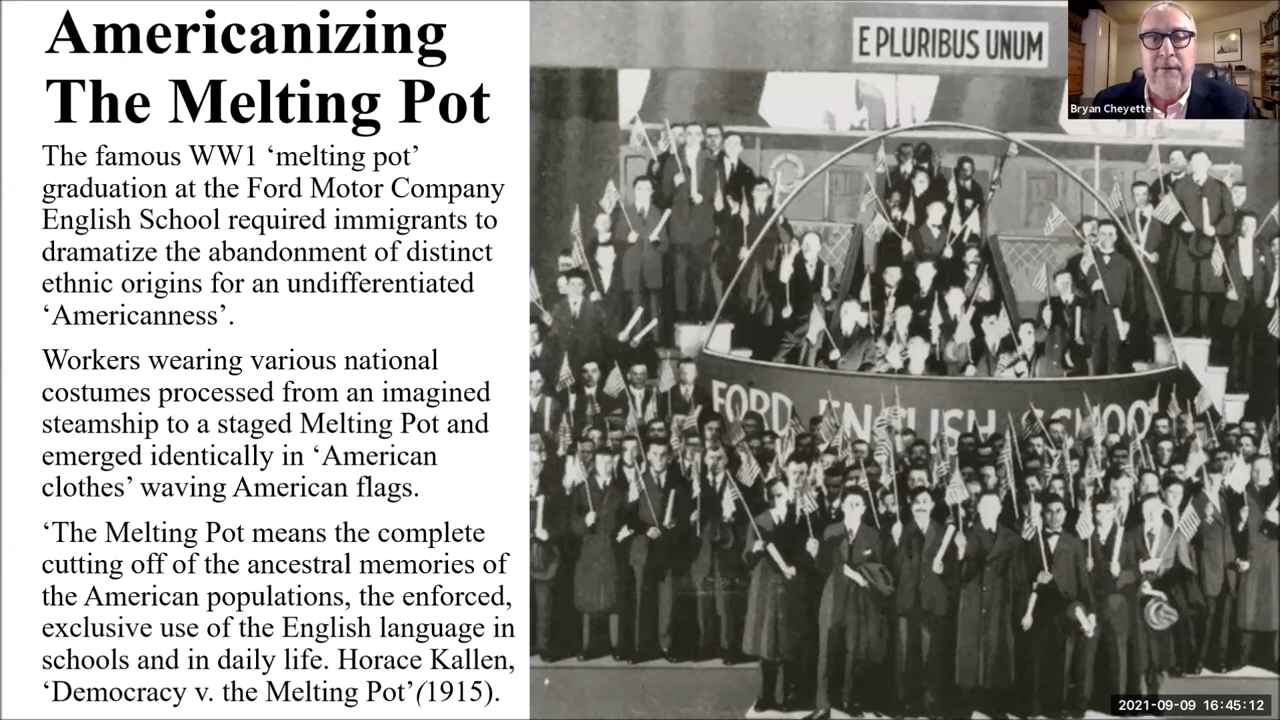 Americanizing
The Melting Pot
The famous WW1 ‘melting pot’
graduation at the Ford Motor Company
English School required immigrants to
dramatize the abandonment of distinct
ethnic origins for an undifferentiated
‘Americanness’.
Workers wearing various national
costumes processed from an imagined
steamship to a staged Melting Pot and
emerged identically in ‘American
clothes’ waving American flags.
‘The Melting Pot means the complete
cutting off of the ancestral memories of
the American populations, the enforced,
exclusive use of the English language in
schools and in daily life. Horace Kallen,
‘Democracy v. the Melting Pot’(1915).
E PLURIBUS UNUM
FORD ENGLISH SCHOOL
Bryan Cheyette
2021-09-09 16:45:12